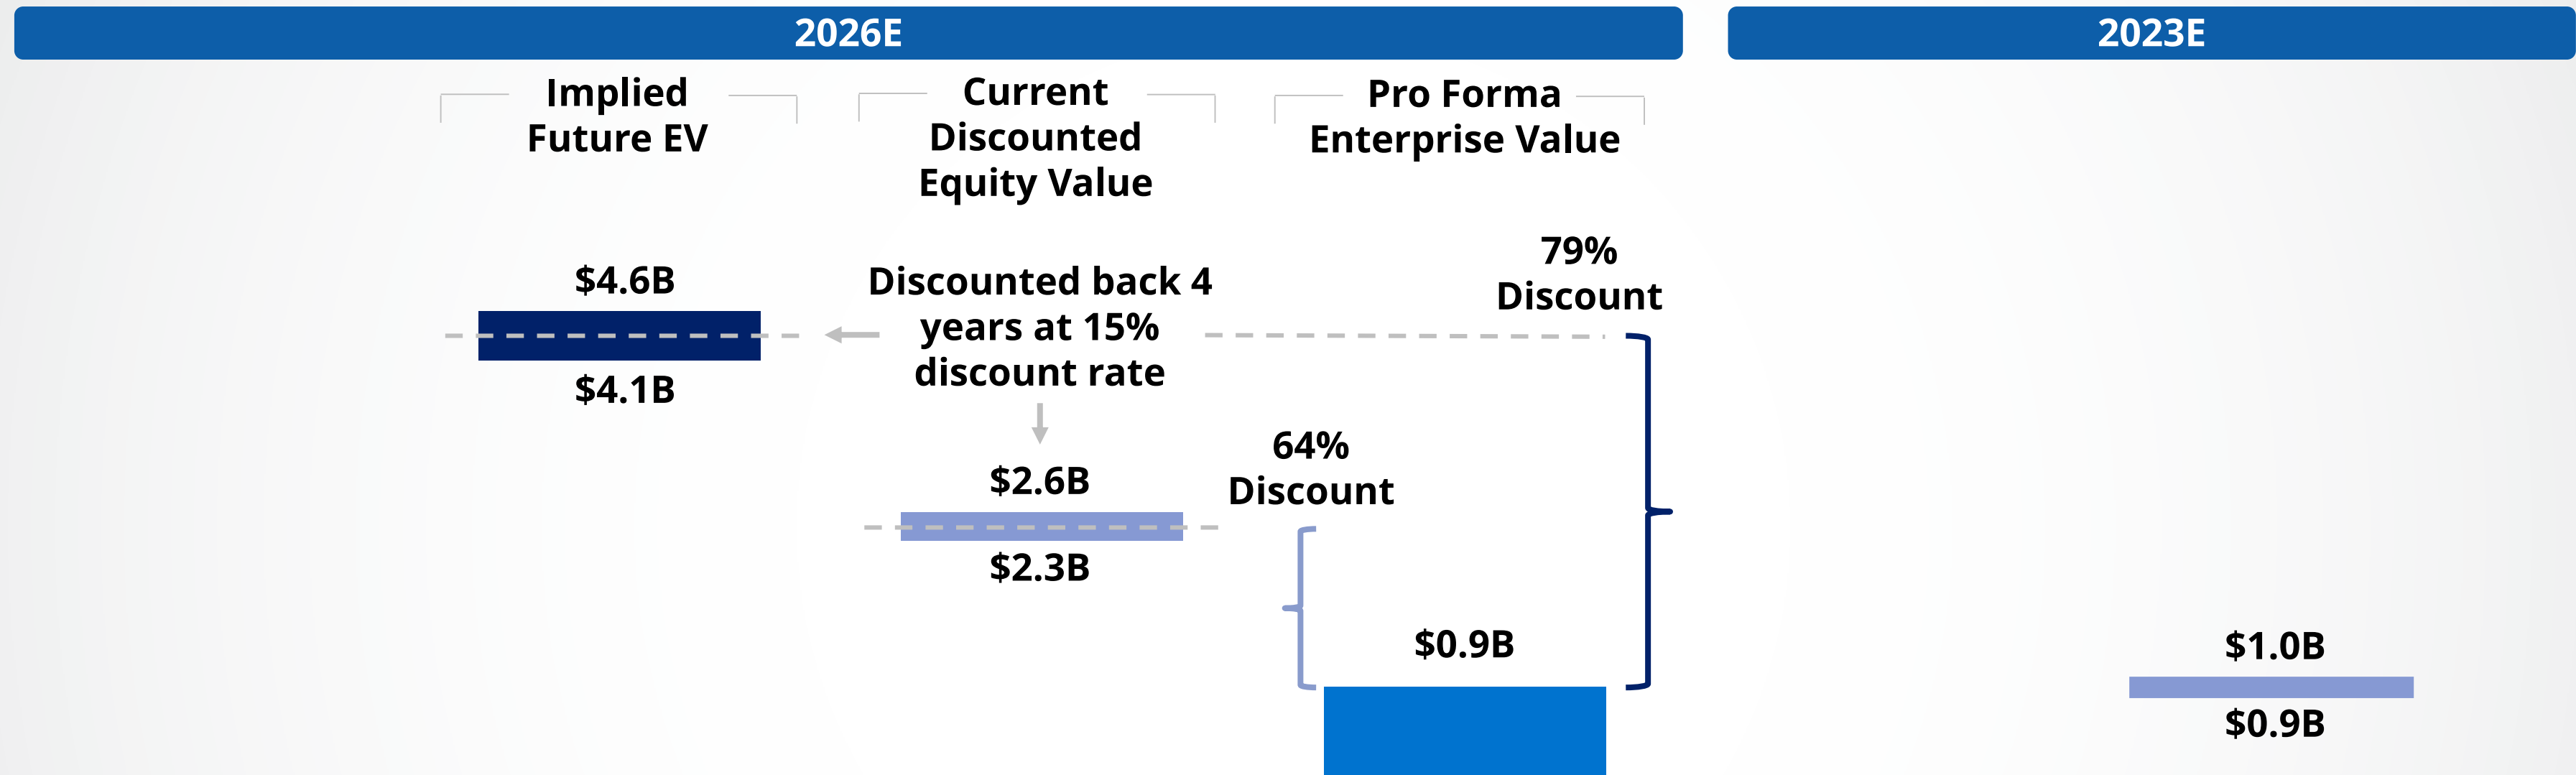 2026E
2023E
Implied
Future EV
Current
Discounted
Equity Value
Pro Forma
Enterprise Value
$4.6B
$4.1B
Discounted back 4
years at 15%
discount rate
79%
Discount
$2.6B
$2.3B
64%
Discount
$0.9B
$1.0B
$0.9B